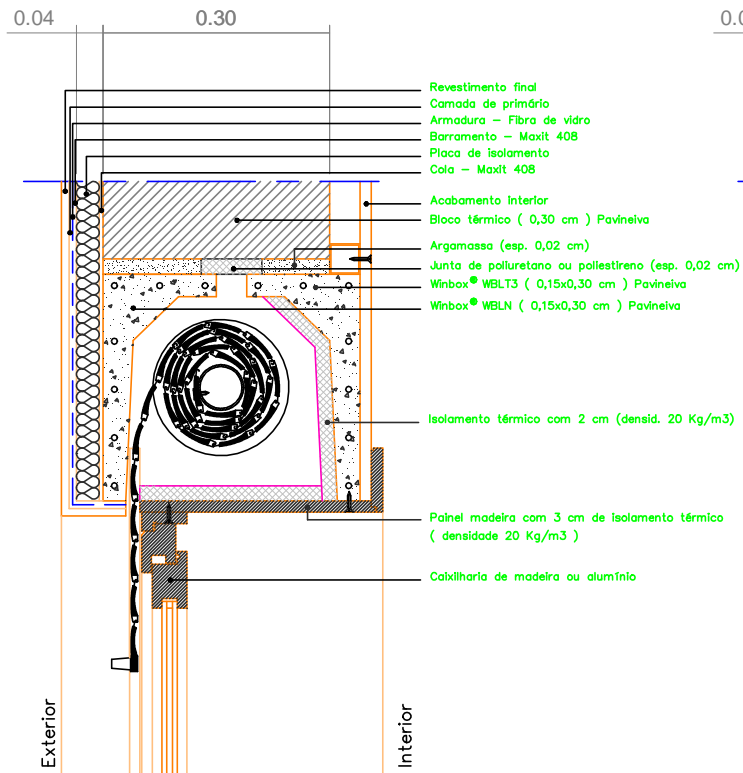 0.04
0.30
0.0
Revestimento final
Camada de primário
Armadura – Fibra de vidro
Barramento – Maxit 408
Placa de isolamento
Cola – Maxit 408
Acabamento interior
Bloco térmico ( 0,30 cm ) Pavineiva
Argamassa (esp. 0,02 cm)
Junta de poliuretano ou poliestireno (esp. 0,02 cm)
Winbox® WBLT3 ( 0,15x0,30 cm ) Pavineiva
Winbox® WBLN ( 0,15x0,30 cm ) Pavineiva
Isolamento térmico com 2 cm (densid. 20 Kg/m3)
Painel madeira com 3 cm de isolamento térmico
( densidade 20 Kg/m3 )
Caixilharia de madeira ou alumínio
Exterior
Interior